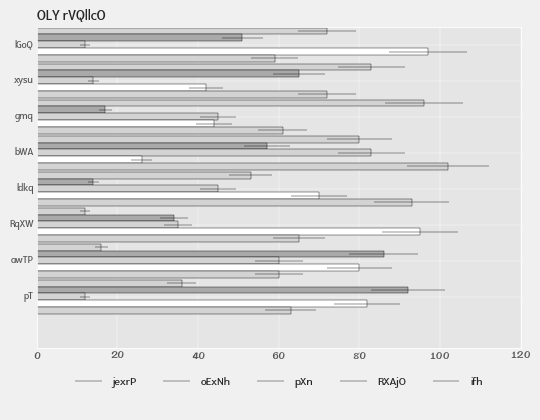 OLY rVQllcO
lGoQ
xysu
gmq
bWA
ldkq
RqXW
owTP
pT
0 20 40 60 80 100 120
jexrP oExNh pXn RXAjO ifh